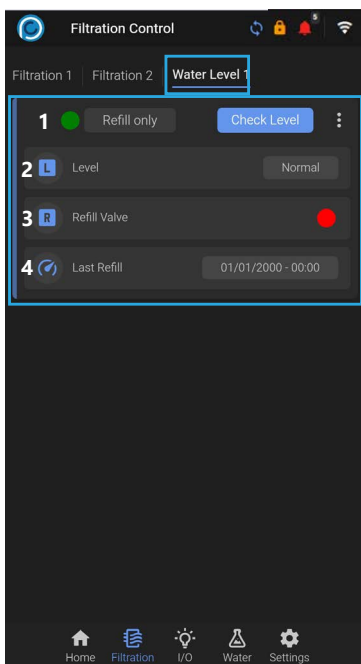 Filtration Control
5
Filtration 1 Filtration 2 Water Level 1
1 Refill only Check Level
2 L Level Normal
3 R Refill Valve
4 Last Refill 01/01/2000 - 00:00
Home Filtration I/O Water Settings